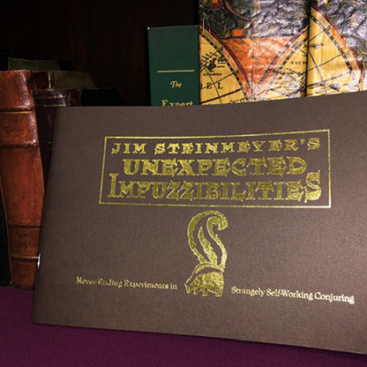 The
Expert
JIM STEINMEYER'S
UNEXPECTED
IMPUZZIBILITIES
Never-Ending Experiments in Strangely Self-Working Conjuring